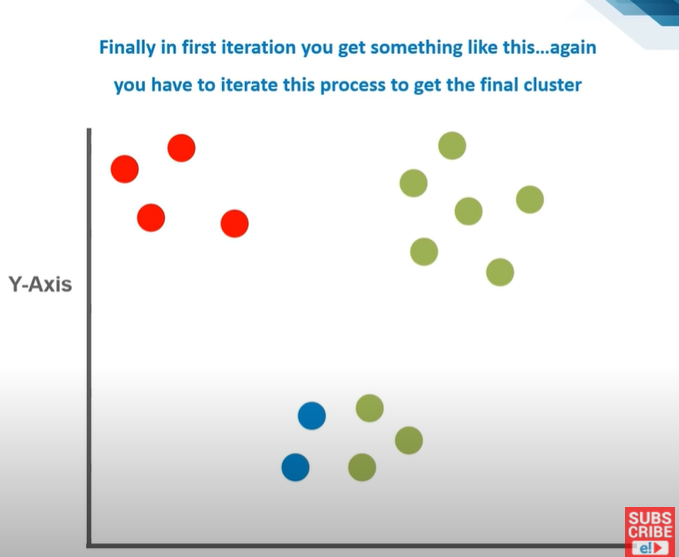 Finally in first iteration you get something like this...again
you have to iterate this process to get the final cluster
Y-Axis
SUBS
CRIBE
e!